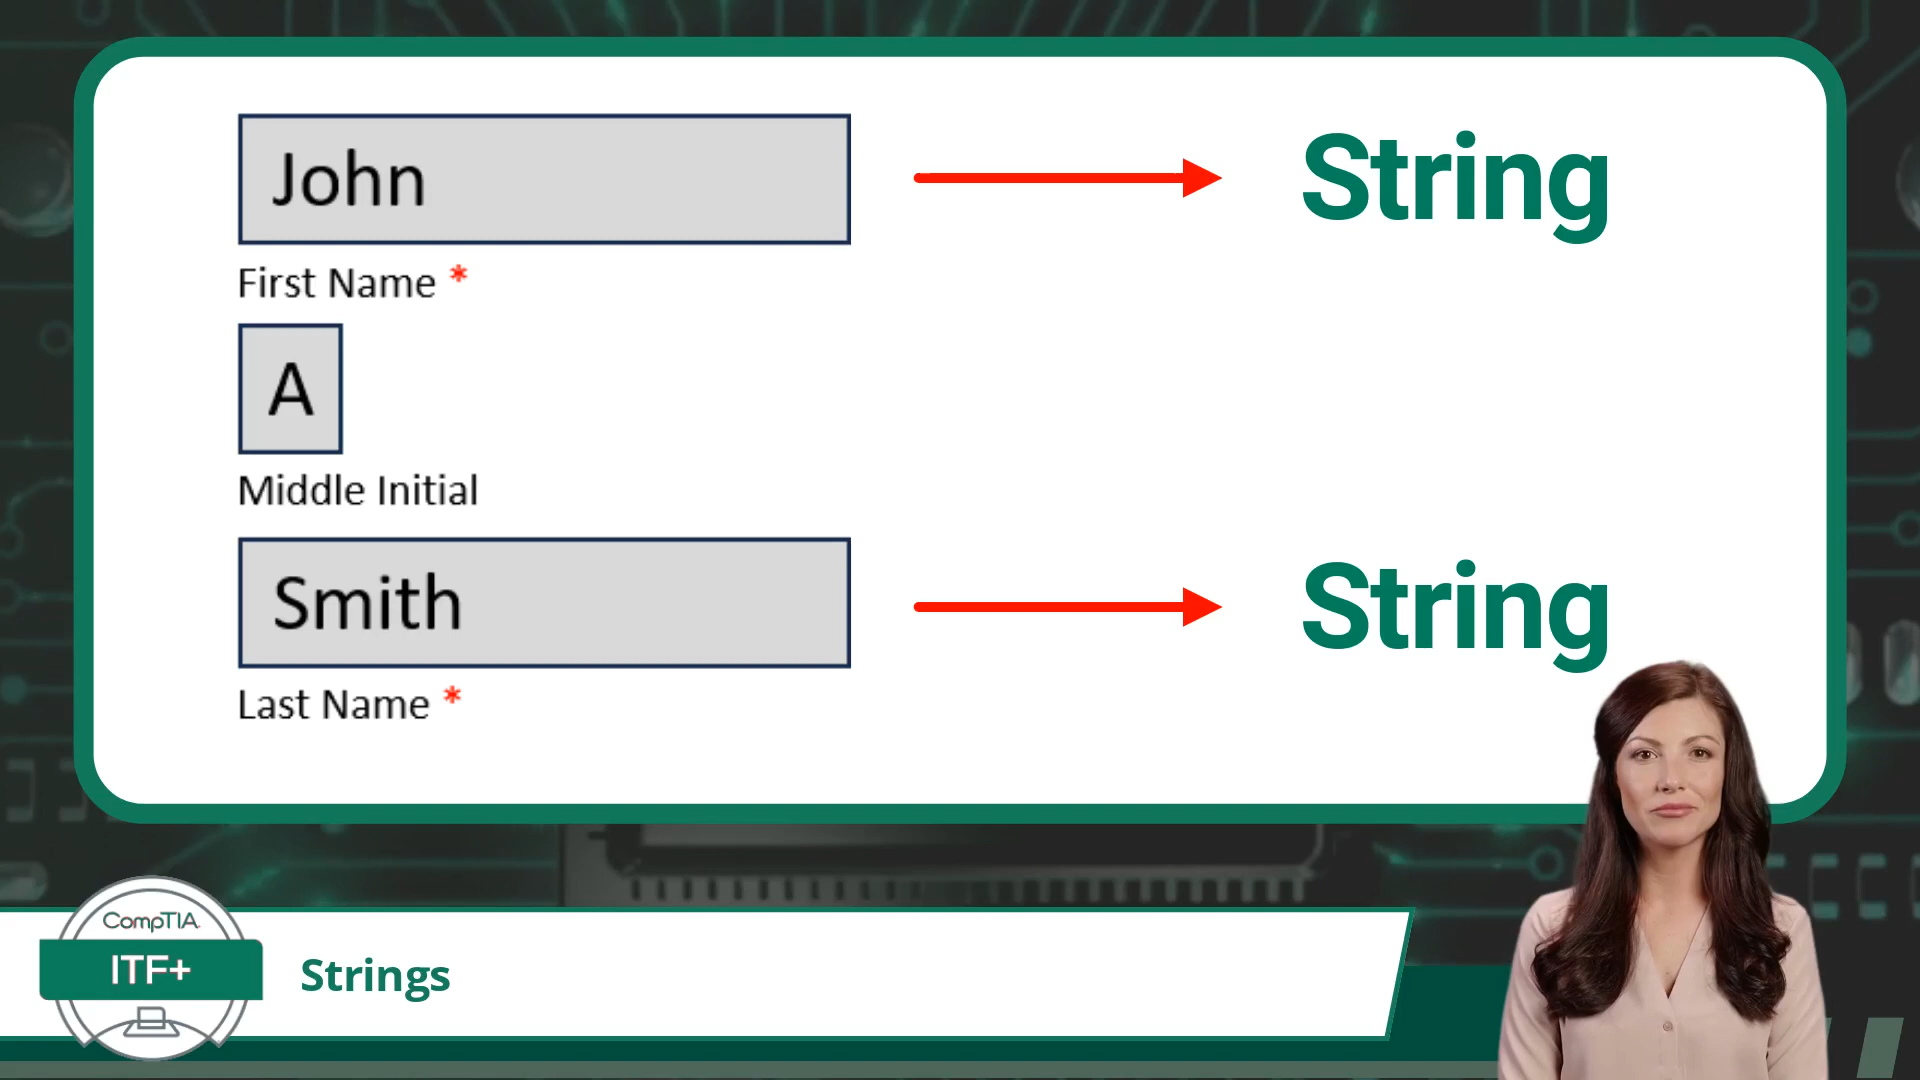 John
String
First Name *
A
Middle Initial
Smith
String
Last Name *
CompTIA
ITF+
Strings